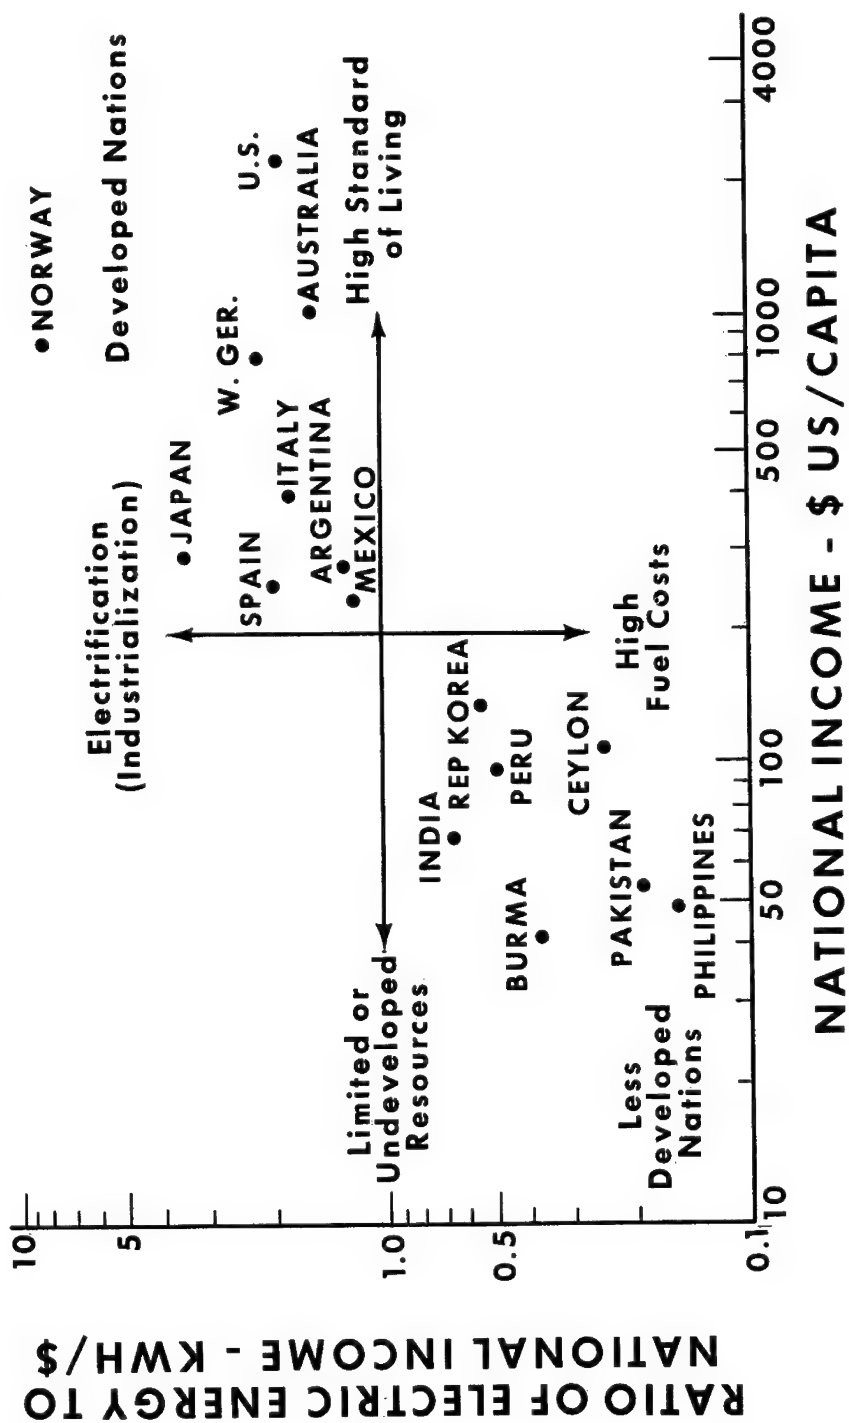 RATIO OF ELECTRIC ENERGY TO
NATIONAL INCOME - KWH/$
10
5
1.0
0.5
0.1
Electrification
(Industrialization)
Developed Nations
NORWAY
JAPAN
W. GER.
U.S.
SPAIN
ITALY
AUSTRALIA
ARGENTINA
MEXICO
High Standard
of Living
Limited or
Undeveloped
Resources
INDIA
REP KOREA
PERU
BURMA
CEYLON
High
Fuel Costs
PAKISTAN
PHILIPPINES
Less
Developed
Nations
10
50
100
500
1000
4000
NATIONAL INCOME - $ US/CAPITA